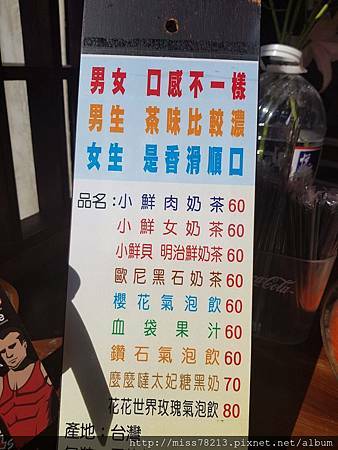 男女 口感不一樣
男生 茶味比較濃
女生 是香滑順口
品名:小鮮肉奶茶60
小鮮女奶茶60
小鮮貝 明治鮮奶茶60
歐尼黑石奶茶60
櫻花氣泡飲60
血袋果汁60
鑽石氣泡飲60
麼麼噠太妃糖黑奶70
花花世界玫瑰氣泡飲80
產地:台灣
Coca-Cola
http://miss78213.pixnet.net/album